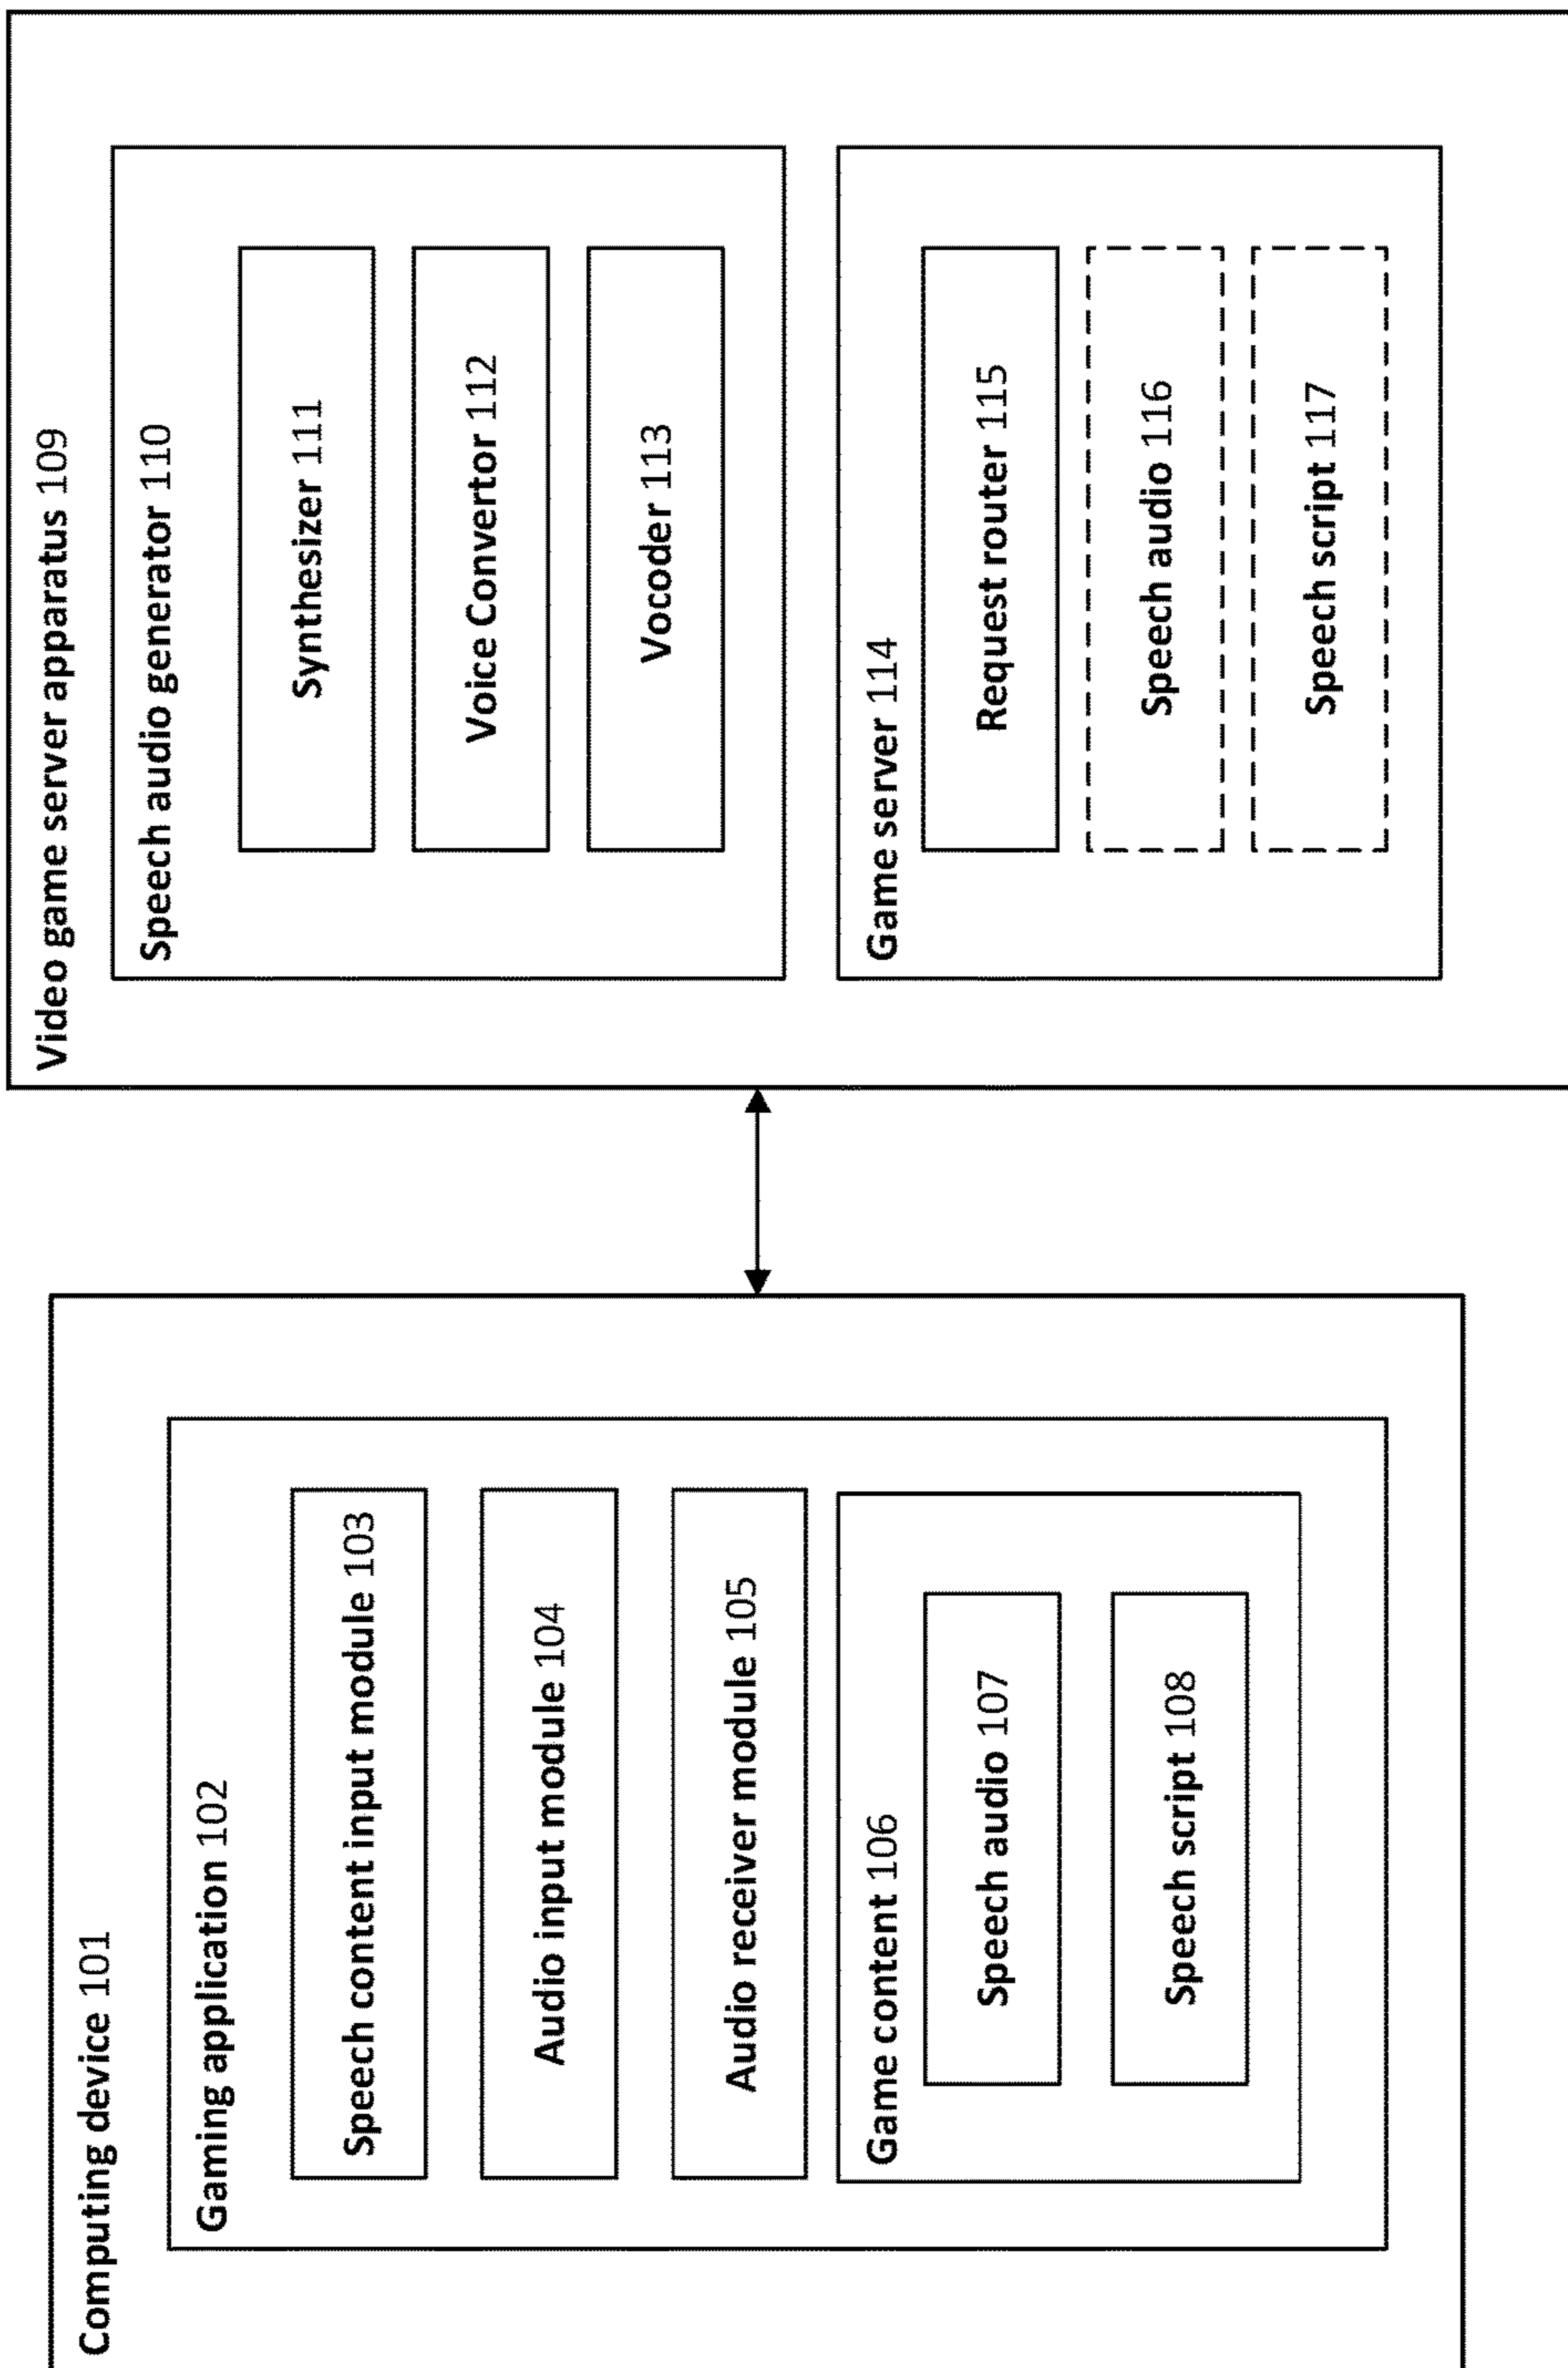 Computing device 101
Gaming application 102
Speech content input module 103
Audio input module 104
Audio receiver module 105
Game content 106
Speech audio 107
Speech script 108
Video game server apparatus 109
Speech audio generator 110
Synthesizer 111
Voice Convertor 112
Vocoder 113
Game server 114
Request router 115
Speech audio 116
Speech script 117